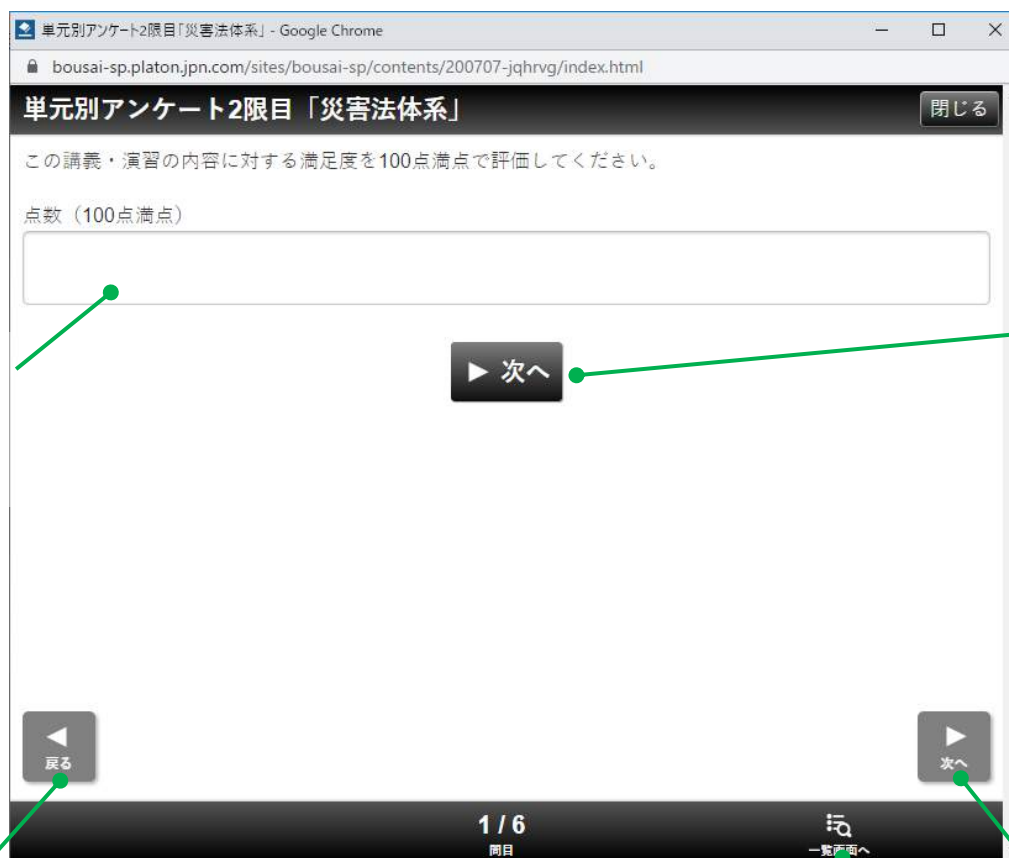 単元別アンケート2限目「災害法体系」 - Google Chrome
bousai-sp.platon.jpn.com/sites/bousai-sp/contents/200707-jqhrvg/index.html
単元別アンケート2限目「災害法体系」
閉じる
この講義・演習の内容に対する満足度を100点満点で評価してください。
点数（100点満点）
▶ 次へ
戻る
次へ
1 / 6
問目
一覧画面へ